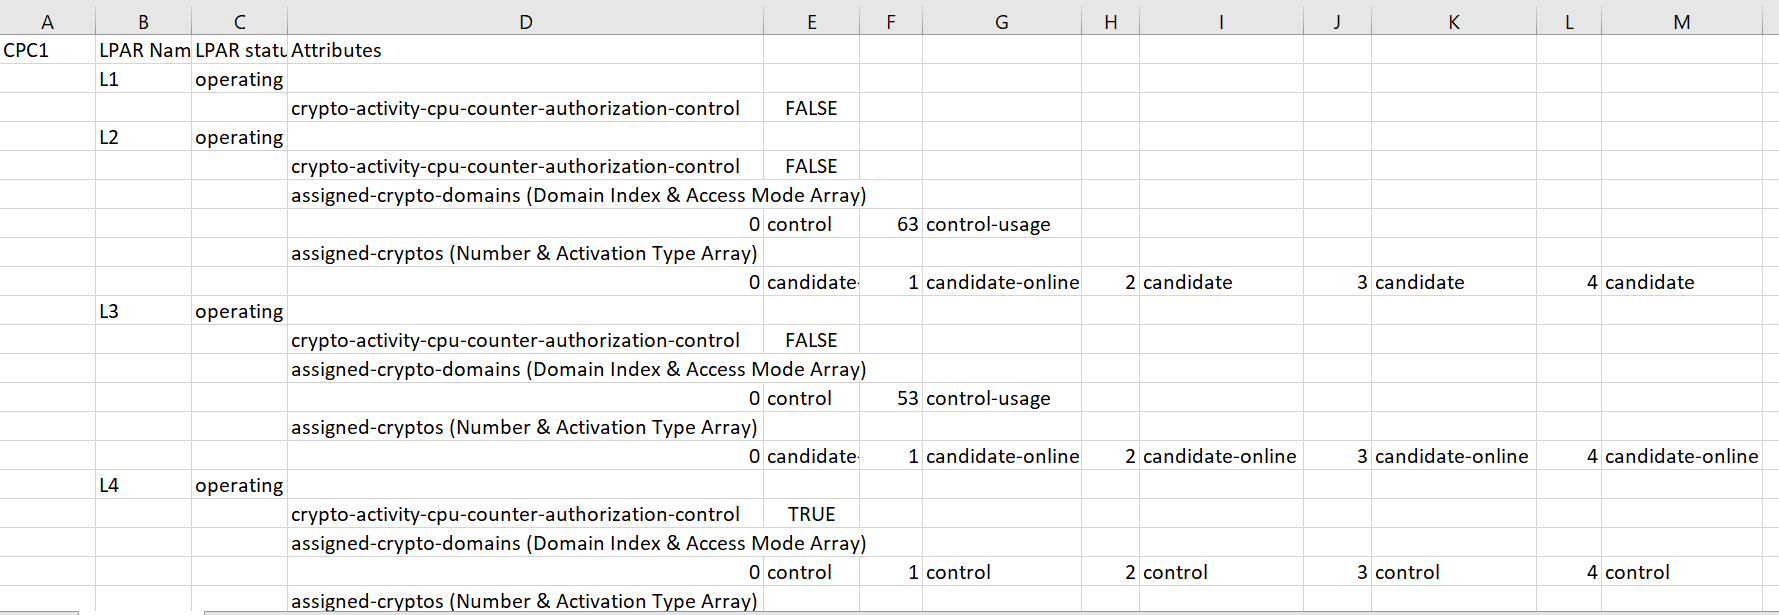 A B C D E F G H I J K L M
CPC1 LPAR Nam LPAR statu Attributes
L1 operating
crypto-activity-cpu-counter-authorization-control FALSE
L2 operating
crypto-activity-cpu-counter-authorization-control FALSE
assigned-crypto-domains (Domain Index & Access Mode Array)
0 control 63 control-usage
assigned-cryptos (Number & Activation Type Array)
0 candidate- 1 candidate-online 2 candidate 3 candidate 4 candidate
L3 operating
crypto-activity-cpu-counter-authorization-control FALSE
assigned-crypto-domains (Domain Index & Access Mode Array)
0 control 53 control-usage
assigned-cryptos (Number & Activation Type Array)
0 candidate- 1 candidate-online 2 candidate-online 3 candidate-online 4 candidate-online
L4 operating
crypto-activity-cpu-counter-authorization-control TRUE
assigned-crypto-domains (Domain Index & Access Mode Array)
0 control 1 control 2 control 3 control 4 control
assigned-cryptos (Number & Activation Type Array)